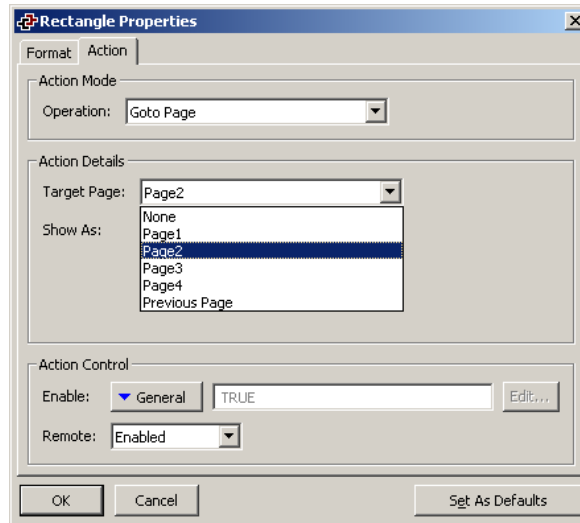 Rectangle Properties
Format Action
Action Mode
Operation: Goto Page
Action Details
Target Page: Page2
Show As:
None
Page1
Page2
Page3
Page4
Previous Page
Action Control
Enable: General TRUE Edit...
Remote: Enabled
OK Cancel Set As Defaults